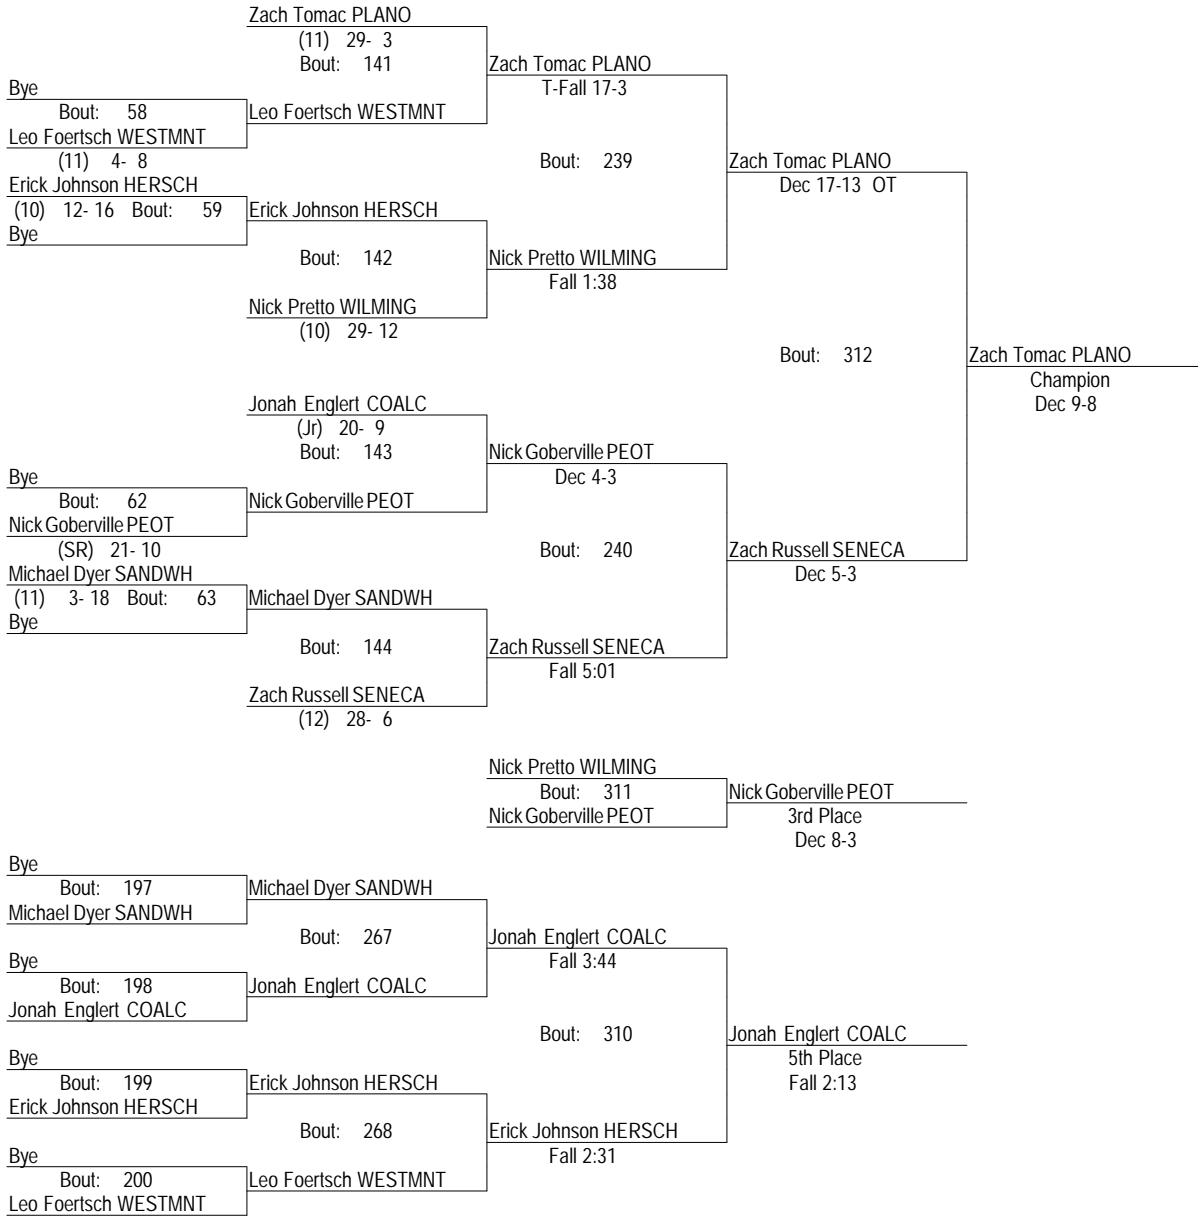 Zach Tomac PLANO
(11) 29- 3
Bout: 141
Zach Tomac PLANO
T-Fall 17-3
Bye
Bout: 58
Leo Foertsch WESTMNT
Leo Foertsch WESTMNT
(11) 4- 8
Bout: 239
Zach Tomac PLANO
Dec 17-13 OT
Erick Johnson HERSCH
(10) 12- 16 Bout: 59
Erick Johnson HERSCH
Bye
Bout: 142
Nick Pretto WILMING
Fall 1:38
Nick Pretto WILMING
(10) 29- 12
Bout: 312
Zach Tomac PLANO
Champion
Dec 9-8
Jonah Englert COALC
(Jr) 20- 9
Bout: 143
Nick Goberville PEOT
Dec 4-3
Bye
Bout: 62
Nick Goberville PEOT
Nick Goberville PEOT
(SR) 21- 10
Bout: 240
Zach Russell SENECA
Dec 5-3
Michael Dyer SANDWH
(11) 3- 18 Bout: 63
Michael Dyer SANDWH
Bye
Bout: 144
Zach Russell SENECA
Fall 5:01
Zach Russell SENECA
(12) 28- 6
Nick Pretto WILMING
Bout: 311
Nick Goberville PEOT
Nick Goberville PEOT
3rd Place
Dec 8-3
Bye
Bout: 197
Michael Dyer SANDWH
Michael Dyer SANDWH
Bout: 267
Jonah Englert COALC
Fall 3:44
Bye
Bout: 198
Jonah Englert COALC
Jonah Englert COALC
Bout: 310
Jonah Englert COALC
5th Place
Fall 2:13
Bye
Bout: 199
Erick Johnson HERSCH
Erick Johnson HERSCH
Bout: 268
Erick Johnson HERSCH
Fall 2:31
Bye
Bout: 200
Leo Foertsch WESTMNT
Leo Foertsch WESTMNT